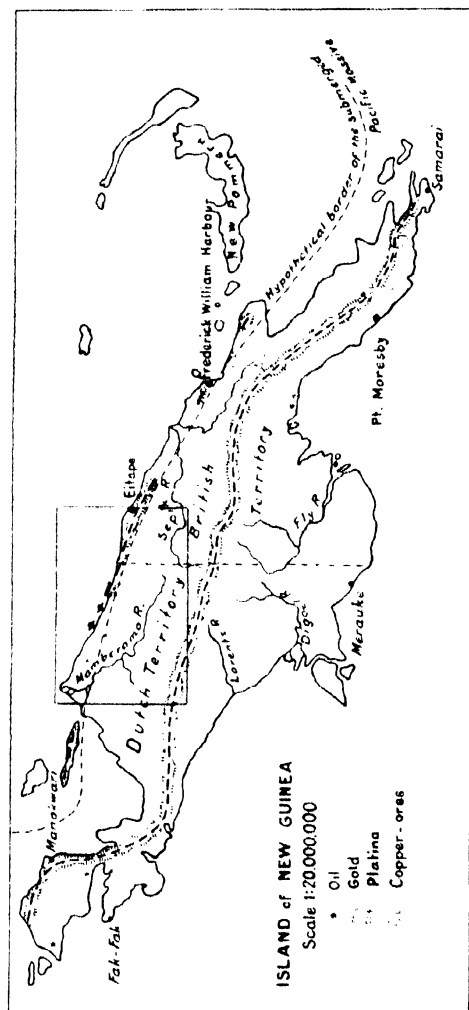 Hypothetical border of the submerged
Pacific
massive
New Pommern
Frederick William Harbour
Samarai
Pt. Moresby
Eitape
Sepik R.
British
Territory
Fly R
Mamberamo R.
Dutch Territory
Lorents R
Digoel R
Merauke
Manokwari
Fak-Fak
ISLAND of NEW GUINEA
Scale 1:20.000.000
Oil
Gold
Platina
Copper-ores